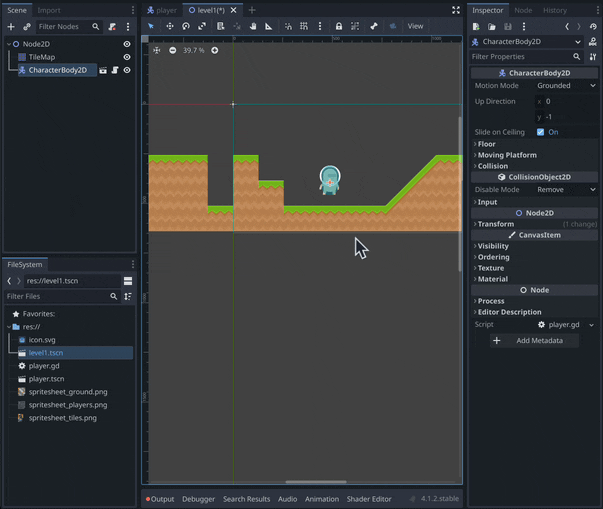 Scene
Import
Filter Nodes
Node2D
TileMap
CharacterBody2D
FileSystem
res://level1.tscn
Filter Files
Favorites:
res://
icon.svg
level1.tscn
player.gd
player.tscn
spritesheet_ground.png
spritesheet_players.png
spritesheet_tiles.png
player
level1(*)
View
39.7 %
500
1000
Output
Debugger
Search Results
Audio
Animation
Shader Editor
4.1.2.stable
Inspector
Node
History
CharacterBody2D
Filter Properties
CharacterBody2D
Motion Mode
Grounded
Up Direction
x 0
y -1
Slide on Ceiling
On
Floor
Moving Platform
Collision
CollisionObject2D
Disable Mode
Remove
Input
Node2D
Transform
(1 change)
CanvasItem
Visibility
Ordering
Texture
Material
Node
Process
Editor Description
Script
player.gd
Add Metadata